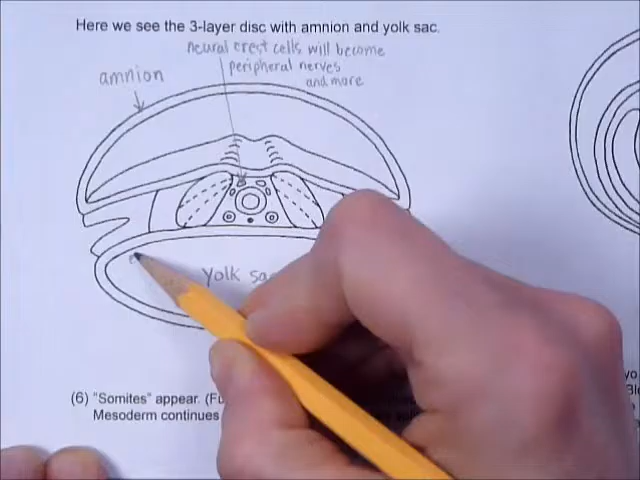 Here we see the 3-layer disc with amnion and yolk sac.
neural crest cells will become
peripheral nerves
and more
amnion
Yolk sac
(6) "Somites" appear. (
Mesoderm continues